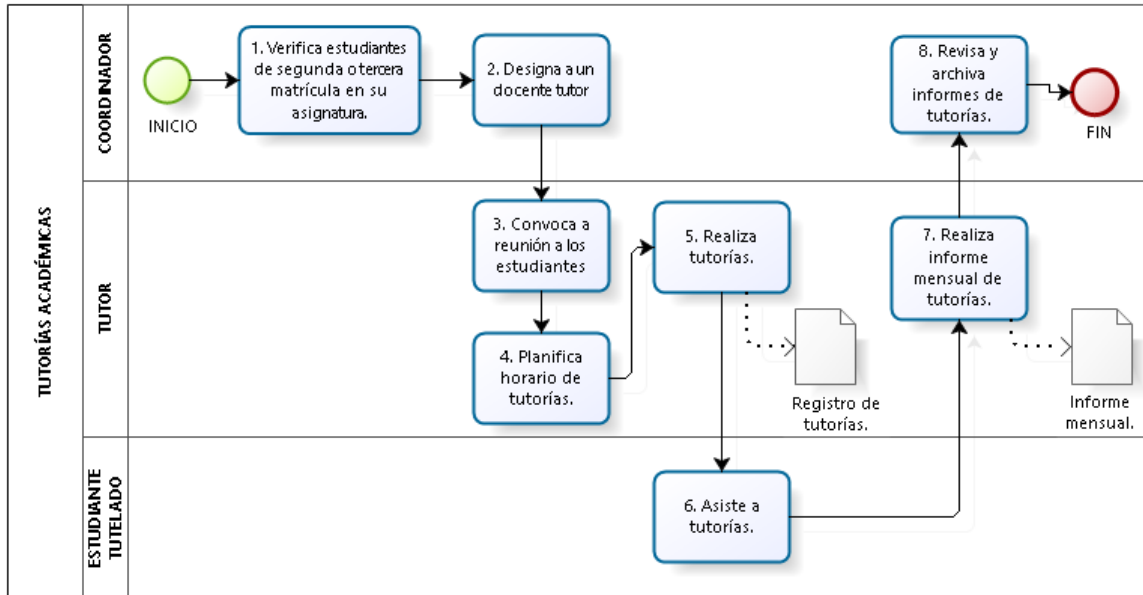 TUTORÍAS ACADÉMICAS
COORDINADOR
INICIO
1. Verifica estudiantes
de segunda o tercera
matrícula en su
asignatura.
2. Designa a un
docente tutor
8. Revisa y
archiva
informes de
tutorías.
FIN
TUTOR
3. Convoca a
reunión a los
estudiantes
4. Planifica
horario de
tutorías.
5. Realiza
tutorías.
Registro de
tutorías.
7. Realiza
informe
mensual de
tutorías.
Informe
mensual.
ESTUDIANTE
TUTELADO
6. Asiste a
tutorías.